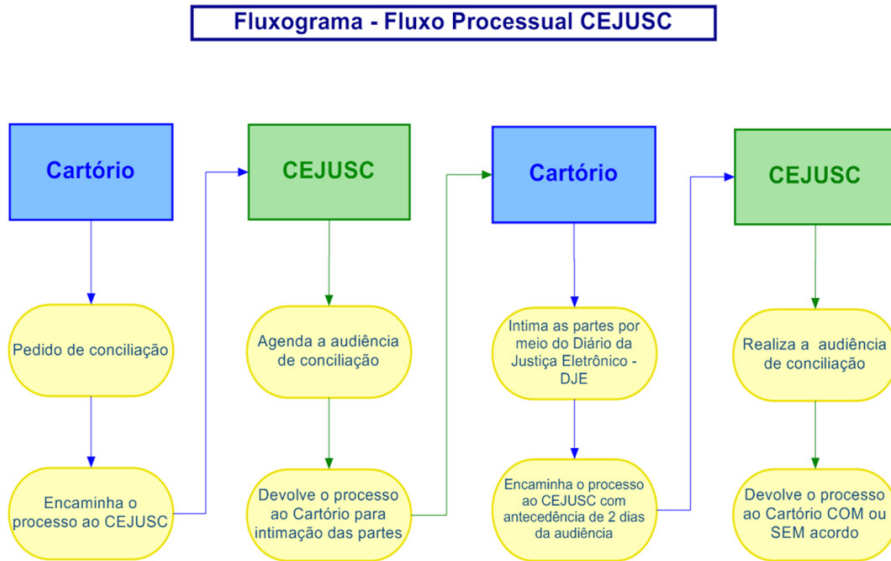 Fluxograma - Fluxo Processual CEJUSC
Cartório
Pedido de conciliação
Encaminha o
processo ao CEJUSC
CEJUSC
Agenda a audiência
de conciliação
Devolve o processo
ao Cartório para
intimação das partes
Cartório
Intima as partes por
meio do Diário da
Justiça Eletrônico -
DJE
Encaminha o processo
ao CEJUSC com
antecedência de 2 dias
da audiência
CEJUSC
Realiza a  audiência
de conciliação
Devolve o processo
ao Cartório COM ou
SEM acordo